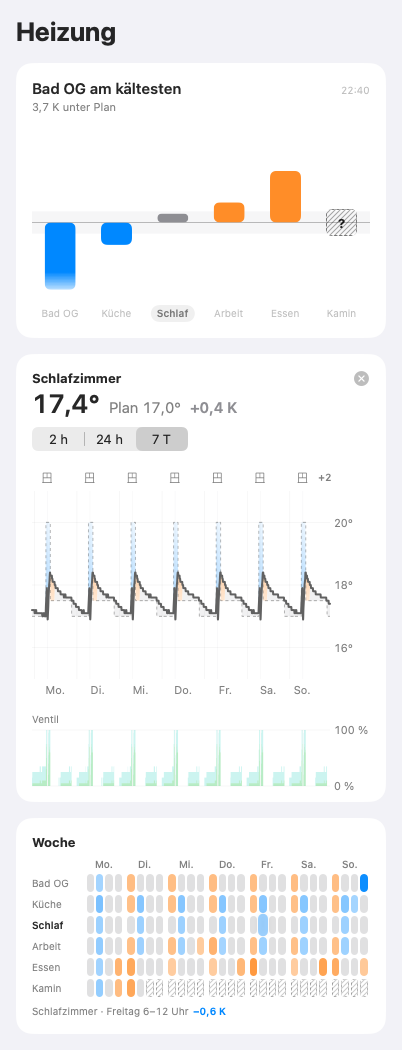 Heizung
Bad OG am kältesten
22:40
3,7 K unter Plan
?
Bad OG Küche Schlaf Arbeit Essen Kamin
Schlafzimmer
17,4° Plan 17,0° +0,4 K
2 h 24 h 7 T
+2
20°
18°
16°
Mo. Di. Mi. Do. Fr. Sa. So.
Ventil
100 %
0 %
Woche
Mo. Di. Mi. Do. Fr. Sa. So.
Bad OG
Küche
Schlaf
Arbeit
Essen
Kamin
Schlafzimmer · Freitag 6–12 Uhr −0,6 K